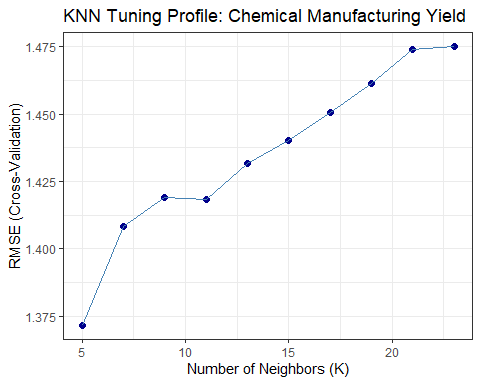 KNN Tuning Profile: Chemical Manufacturing Yield
RMSE (Cross-Validation)
1.475
1.450
1.425
1.400
1.375
5 10 15 20
Number of Neighbors (K)